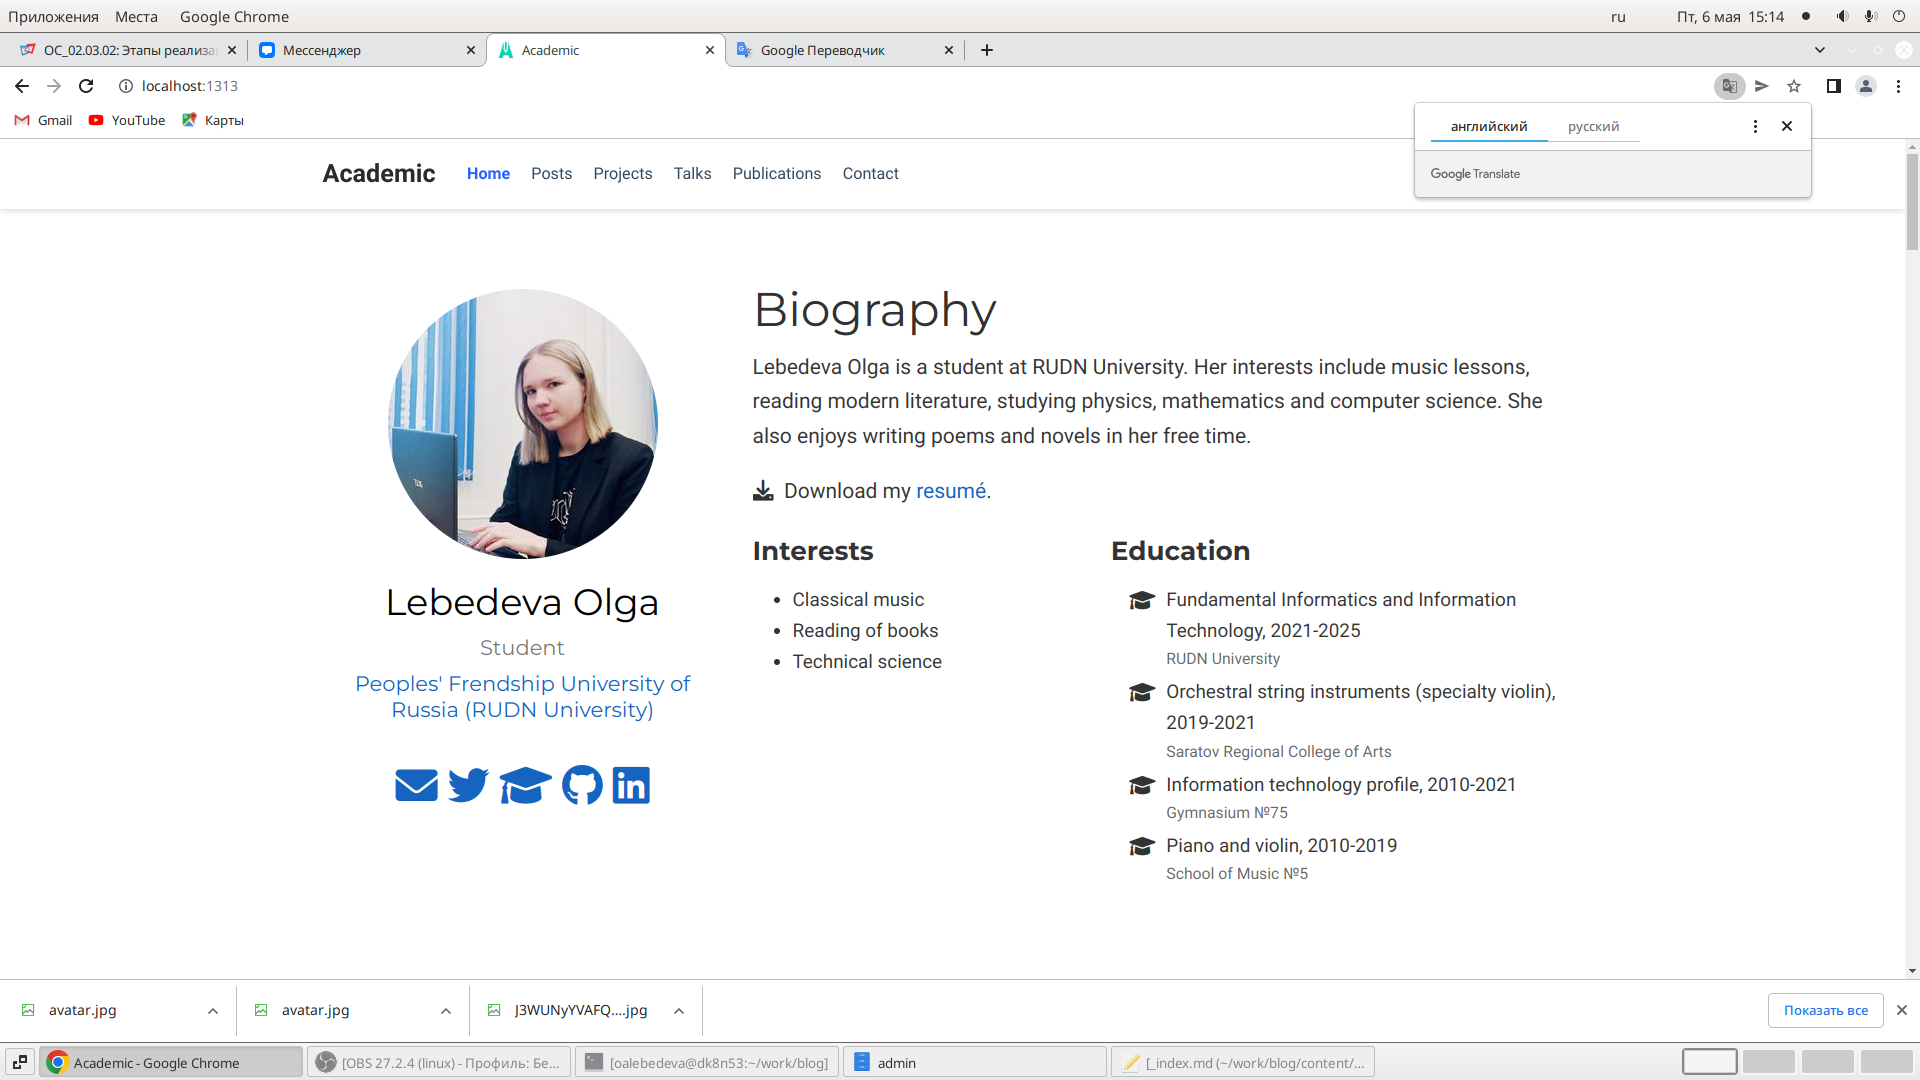 Приложения Места Google Chrome ru Пт, 6 мая 15:14
ОС_02.03.02: Этапы реализа Мессенджер Academic Google Переводчик
localhost:1313
Gmail YouTube Карты
английский русский
Google Translate
Academic Home Posts Projects Talks Publications Contact
Biography
Lebedeva Olga is a student at RUDN University. Her interests include music lessons,
reading modern literature, studying physics, mathematics and computer science. She
also enjoys writing poems and novels in her free time.
Download my resumé.
Lebedeva Olga
Student
Peoples' Frendship University of
Russia (RUDN University)
Interests
Classical music
Reading of books
Technical science
Education
Fundamental Informatics and Information
Technology, 2021-2025
RUDN University
Orchestral string instruments (specialty violin),
2019-2021
Saratov Regional College of Arts
Information technology profile, 2010-2021
Gymnasium №75
Piano and violin, 2010-2019
School of Music №5
avatar.jpg avatar.jpg J3WUNyYVAFQ....jpg Показать все
Academic - Google Chrome [OBS 27.2.4 (linux) - Профиль: Бе... [oalebedeva@dk8n53:~/work/blog] admin [_index.md (~/work/blog/content/...